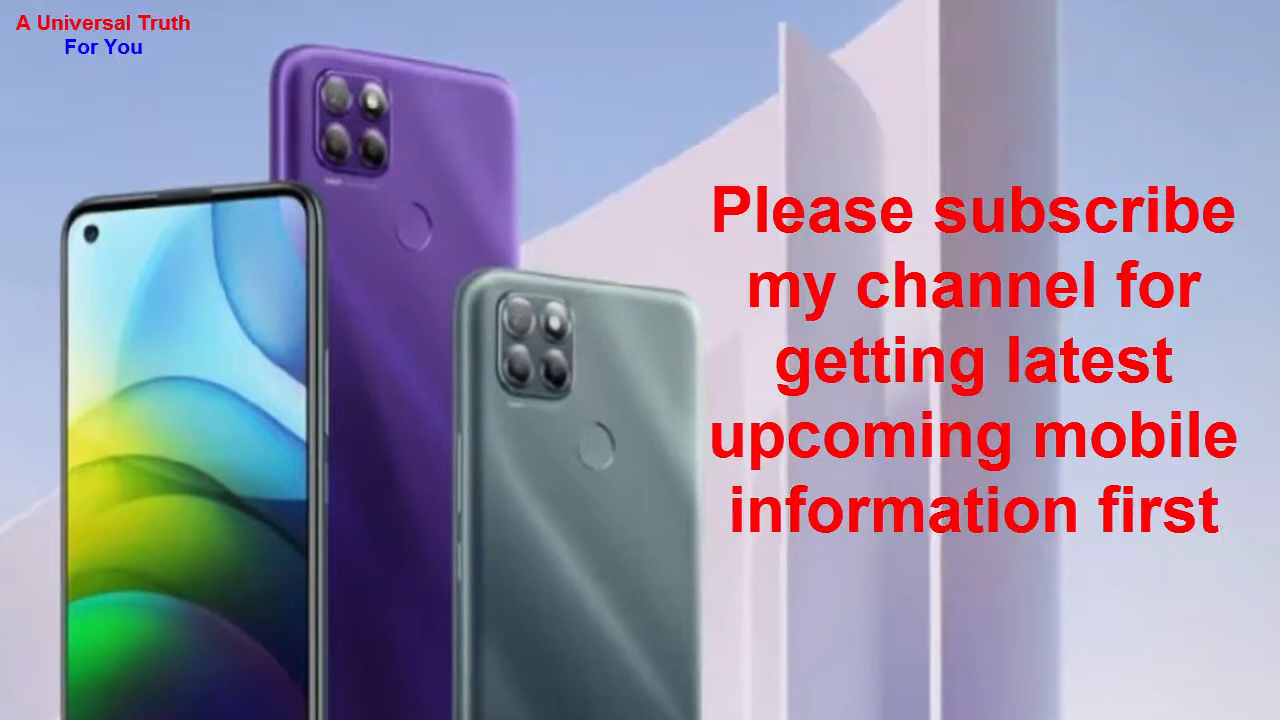 A Universal Truth
For You
Please subscribe
my channel for
getting latest
upcoming mobile
information first